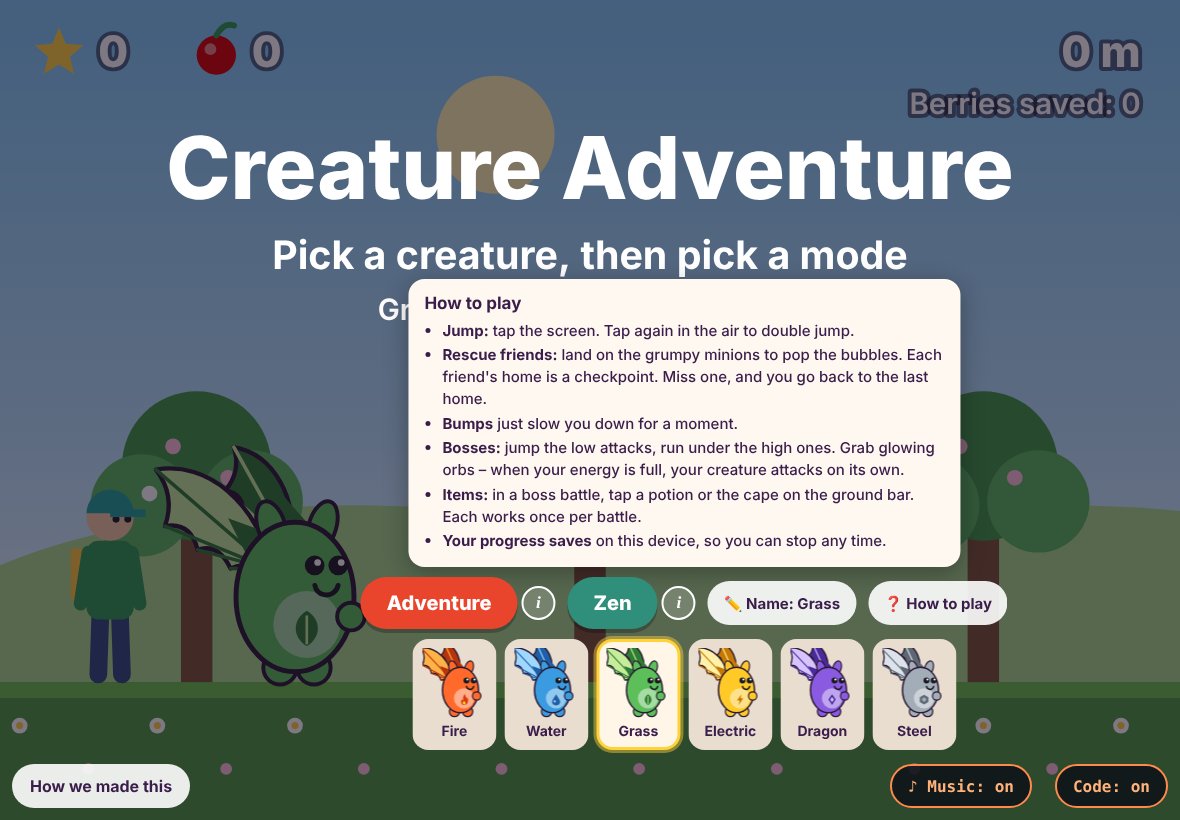 0
0
0 m
Berries saved: 0
Creature Adventure
Pick a creature, then pick a mode
Gr
How to play
• Jump: tap the screen. Tap again in the air to double jump.
• Rescue friends: land on the grumpy minions to pop the bubbles. Each
friend's home is a checkpoint. Miss one, and you go back to the last
home.
• Bumps just slow you down for a moment.
• Bosses: jump the low attacks, run under the high ones. Grab glowing
orbs – when your energy is full, your creature attacks on its own.
• Items: in a boss battle, tap a potion or the cape on the ground bar.
Each works once per battle.
• Your progress saves on this device, so you can stop any time.
Adventure
i
Zen
i
✏️ Name: Grass
❓ How to play
Fire
Water
Grass
Electric
Dragon
Steel
How we made this
♪ Music: on
Code: on